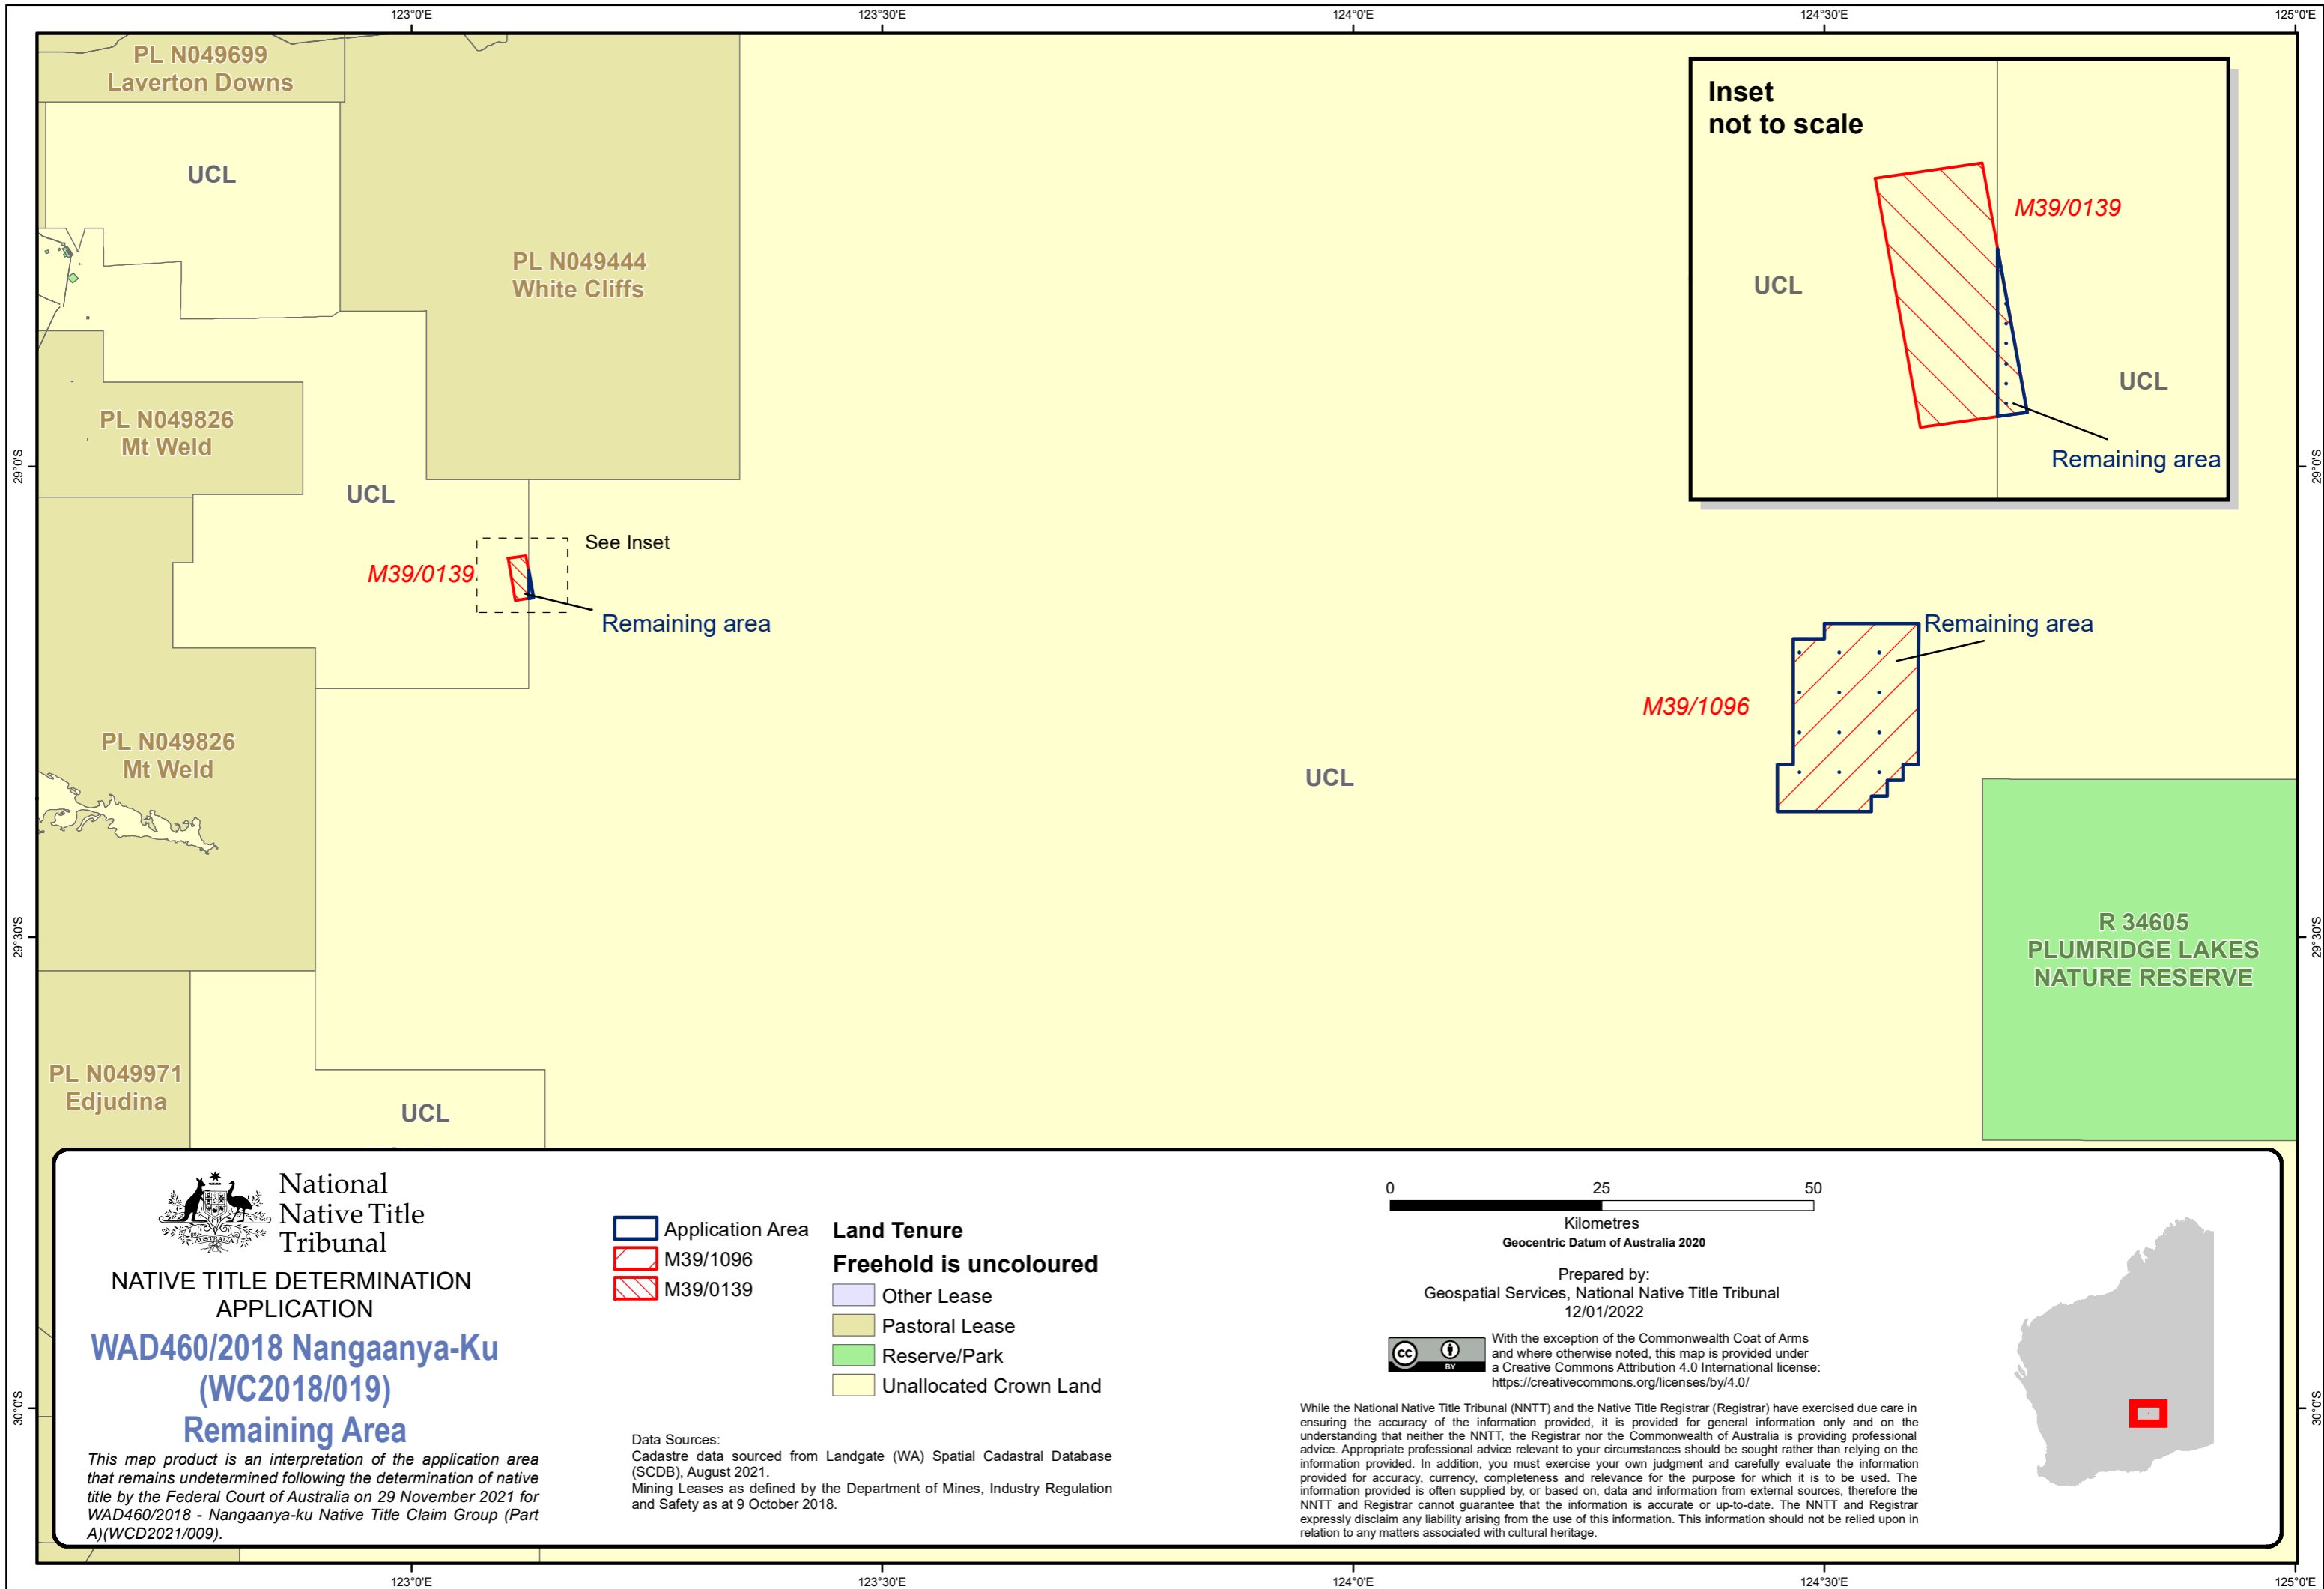 123°0'E
123°30'E
124°0'E
124°30'E
125°0'E
PL N049699
Laverton Downs
UCL
PL N049444
White Cliffs
Inset
not to scale
M39/0139
UCL
UCL
Remaining area
PL N049826
Mt Weld
29°0'S
29°0'S
UCL
See Inset
M39/0139
Remaining area
Remaining area
M39/1096
PL N049826
Mt Weld
UCL
R 34605
PLUMRIDGE LAKES
NATURE RESERVE
29°30'S
29°30'S
PL N049971
Edjudina
UCL
AUSTRALIA
National
Native Title
Tribunal
NATIVE TITLE DETERMINATION
APPLICATION
WAD460/2018 Nangaanya-Ku
(WC2018/019)
Remaining Area
This map product is an interpretation of the application area
that remains undetermined following the determination of native
title by the Federal Court of Australia on 29 November 2021 for
WAD460/2018 - Nangaanya-ku Native Title Claim Group (Part
A)(WCD2021/009).
Application Area
M39/1096
M39/0139
Land Tenure
Freehold is uncoloured
Other Lease
Pastoral Lease
Reserve/Park
Unallocated Crown Land
Data Sources:
Cadastre data sourced from Landgate (WA) Spatial Cadastral Database
(SCDB), August 2021.
Mining Leases as defined by the Department of Mines, Industry Regulation
and Safety as at 9 October 2018.
0 25 50
Kilometres
Geocentric Datum of Australia 2020
Prepared by:
Geospatial Services, National Native Title Tribunal
12/01/2022
cc BY
With the exception of the Commonwealth Coat of Arms
and where otherwise noted, this map is provided under
a Creative Commons Attribution 4.0 International license:
https://creativecommons.org/licenses/by/4.0/
While the National Native Title Tribunal (NNTT) and the Native Title Registrar (Registrar) have exercised due care in
ensuring the accuracy of the information provided, it is provided for general information only and on the
understanding that neither the NNTT, the Registrar nor the Commonwealth of Australia is providing professional
advice. Appropriate professional advice relevant to your circumstances should be sought rather than relying on the
information provided. In addition, you must exercise your own judgment and carefully evaluate the information
provided for accuracy, currency, completeness and relevance for the purpose for which it is to be used. The
information provided is often supplied by, or based on, data and information from external sources, therefore the
NNTT and Registrar cannot guarantee that the information is accurate or up-to-date. The NNTT and Registrar
expressly disclaim any liability arising from the use of this information. This information should not be relied upon in
relation to any matters associated with cultural heritage.
30°0'S
30°0'S
123°0'E
123°30'E
124°0'E
124°30'E
125°0'E